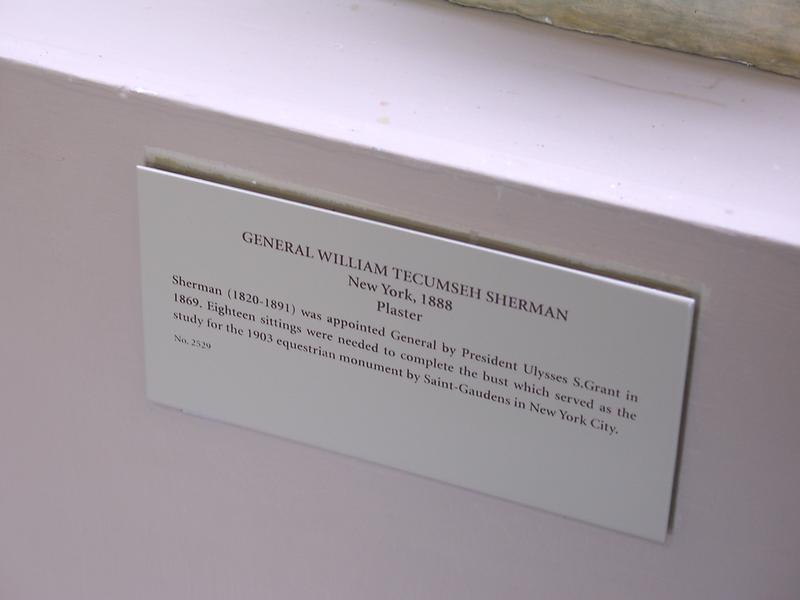 GENERAL WILLIAM TECUMSEH SHERMAN
New York, 1888
Plaster
Sherman (1820-1891) was appointed General by President Ulysses S.Grant in
1869. Eighteen sittings were needed to complete the bust which served as the
study for the 1903 equestrian monument by Saint-Gaudens in New York City.
No. 2529